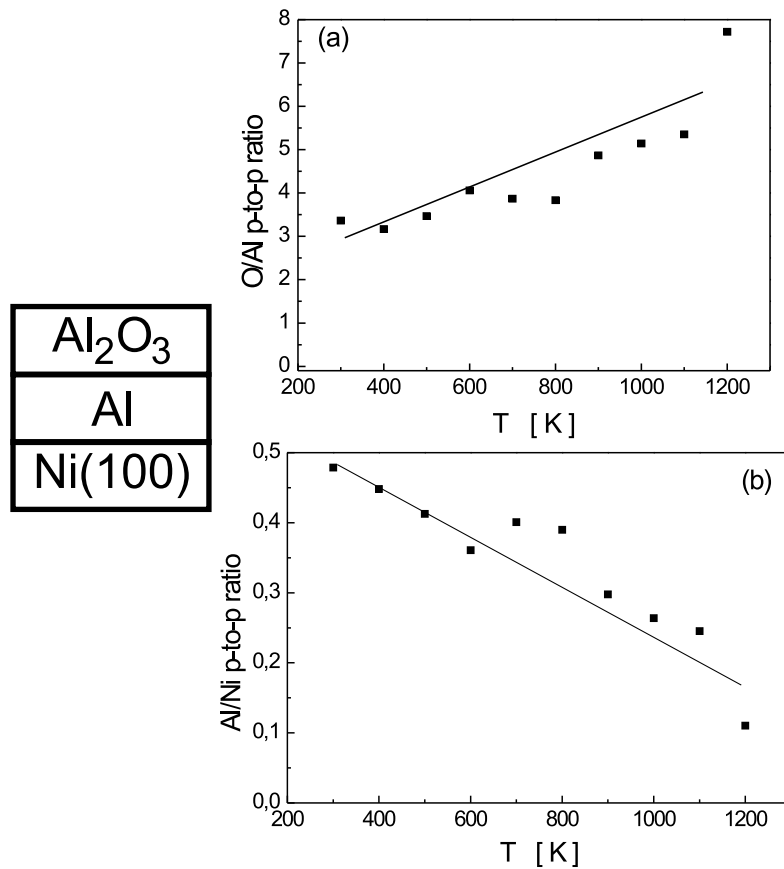 (a)
8
7
6
5
4
3
2
1
0
O/Al p-to-p ratio
200 400 600 800 1000 1200
T [K]
Al₂O₃
Al
Ni(100)
(b)
0,5
0,4
0,3
0,2
0,1
0,0
Al/Ni p-to-p ratio
200 400 600 800 1000 1200
T [K]